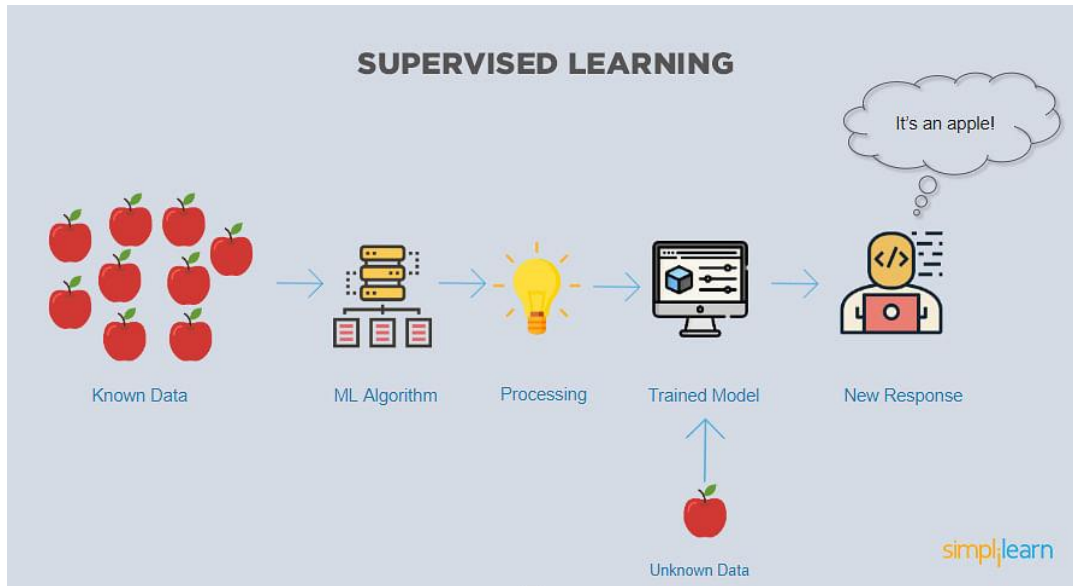 SUPERVISED LEARNING
It's an apple!
Known Data
ML Algorithm
Processing
Trained Model
New Response
</>
Unknown Data
simplilearn